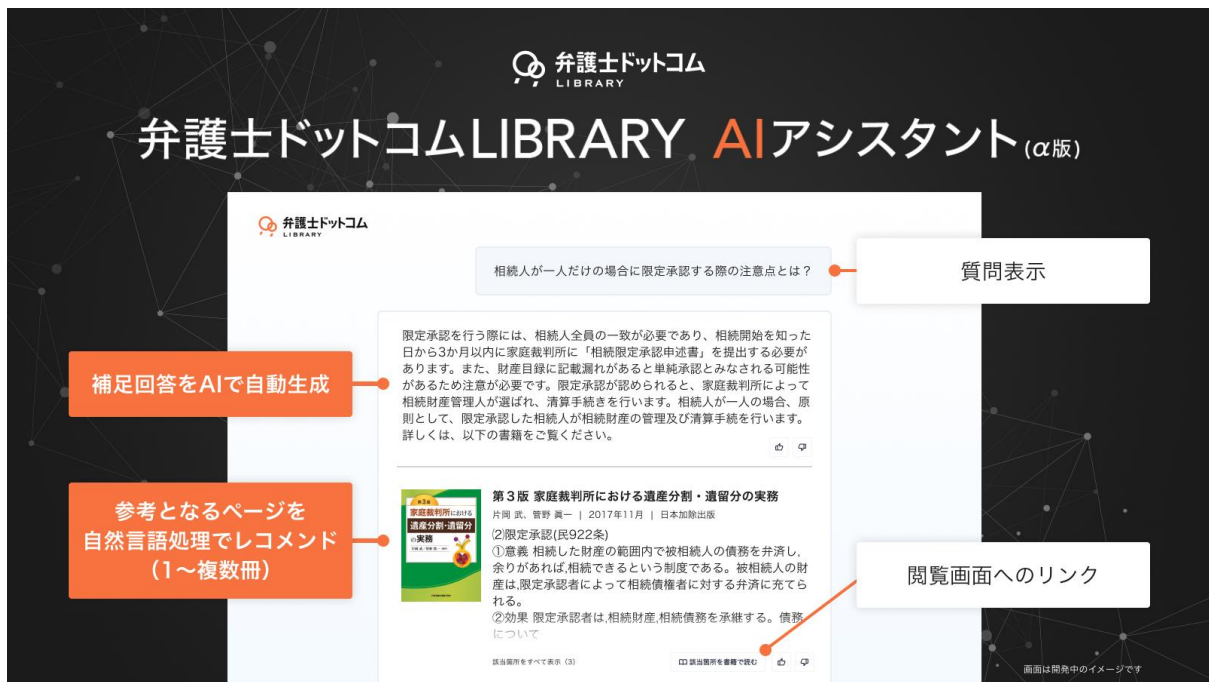 弁護士ドットコム
LIBRARY
弁護士ドットコムLIBRARY AIアシスタント(α版)
弁護士ドットコム
LIBRARY
相続人が一人だけの場合に限定承認する際の注意点とは？
質問表示
限定承認を行う際には、相続人全員の一致が必要であり、相続開始を知った
日から3か月以内に家庭裁判所に「相続限定承認申述書」を提出する必要が
あります。また、財産目録に記載漏れがあると単純承認とみなされる可能性
があるため注意が必要です。限定承認が認められると、家庭裁判所によって
相続財産管理人が選ばれ、清算手続きを行います。相続人が一人の場合、原
則として、限定承認した相続人が相続財産の管理及び清算手続を行います。
詳しくは、以下の書籍をご覧ください。
補足回答をAIで自動生成
参考となるページを
自然言語処理でレコメンド
（1〜複数冊）
第3版
家庭裁判所における
遺産分割・遺留分
の実務
第３版 家庭裁判所における遺産分割・遺留分の実務
片岡 武、菅野 眞一 | 2017年11月 | 日本加除出版
⑵限定承認(民922条)
①意義 相続した財産の範囲内で被相続人の債務を弁済し,
余りがあれば,相続できるという制度である。被相続人の財
産は,限定承認者によって相続債権者に対する弁済に充てら
れる。
②効果 限定承認者は,相続財産,相続債務を承継する。債務
について
閲覧画面へのリンク
該当箇所をすべて表示（3）
該当箇所を書籍で読む
画面は開発中のイメージです